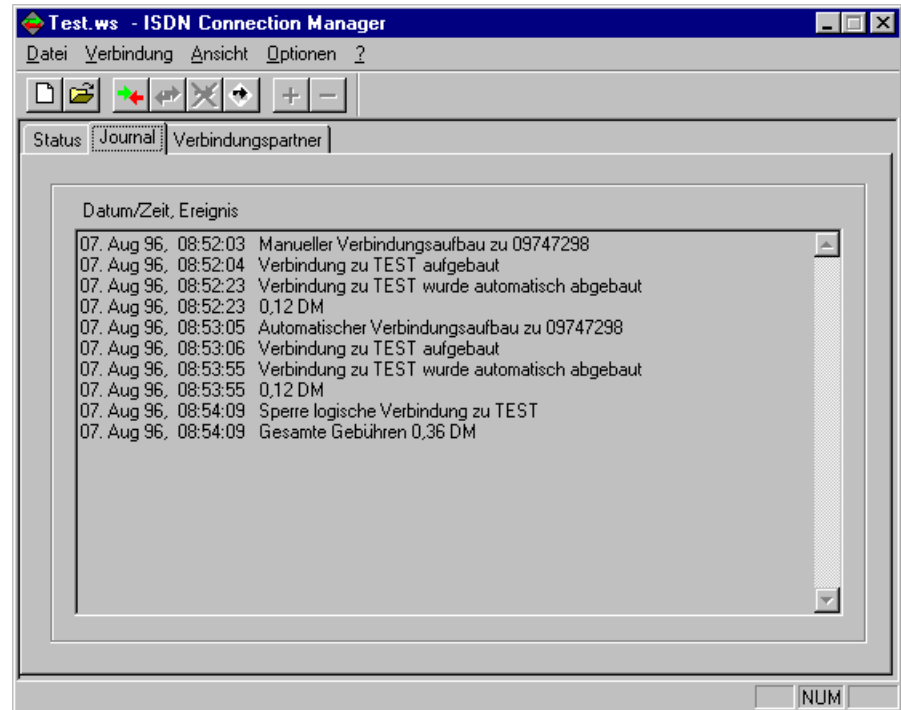 Test.ws - ISDN Connection Manager
Datei Verbindung Ansicht Optionen ?
Status Journal Verbindungspartner
Datum/Zeit, Ereignis
07. Aug 96, 08:52:03 Manueller Verbindungsaufbau zu 09747298
07. Aug 96, 08:52:04 Verbindung zu TEST aufgebaut
07. Aug 96, 08:52:23 Verbindung zu TEST wurde automatisch abgebaut
07. Aug 96, 08:52:23 0,12 DM
07. Aug 96, 08:53:05 Automatischer Verbindungsaufbau zu 09747298
07. Aug 96, 08:53:06 Verbindung zu TEST aufgebaut
07. Aug 96, 08:53:55 Verbindung zu TEST wurde automatisch abgebaut
07. Aug 96, 08:53:55 0,12 DM
07. Aug 96, 08:54:09 Sperre logische Verbindung zu TEST
07. Aug 96, 08:54:09 Gesamte Gebühren 0,36 DM
NUM